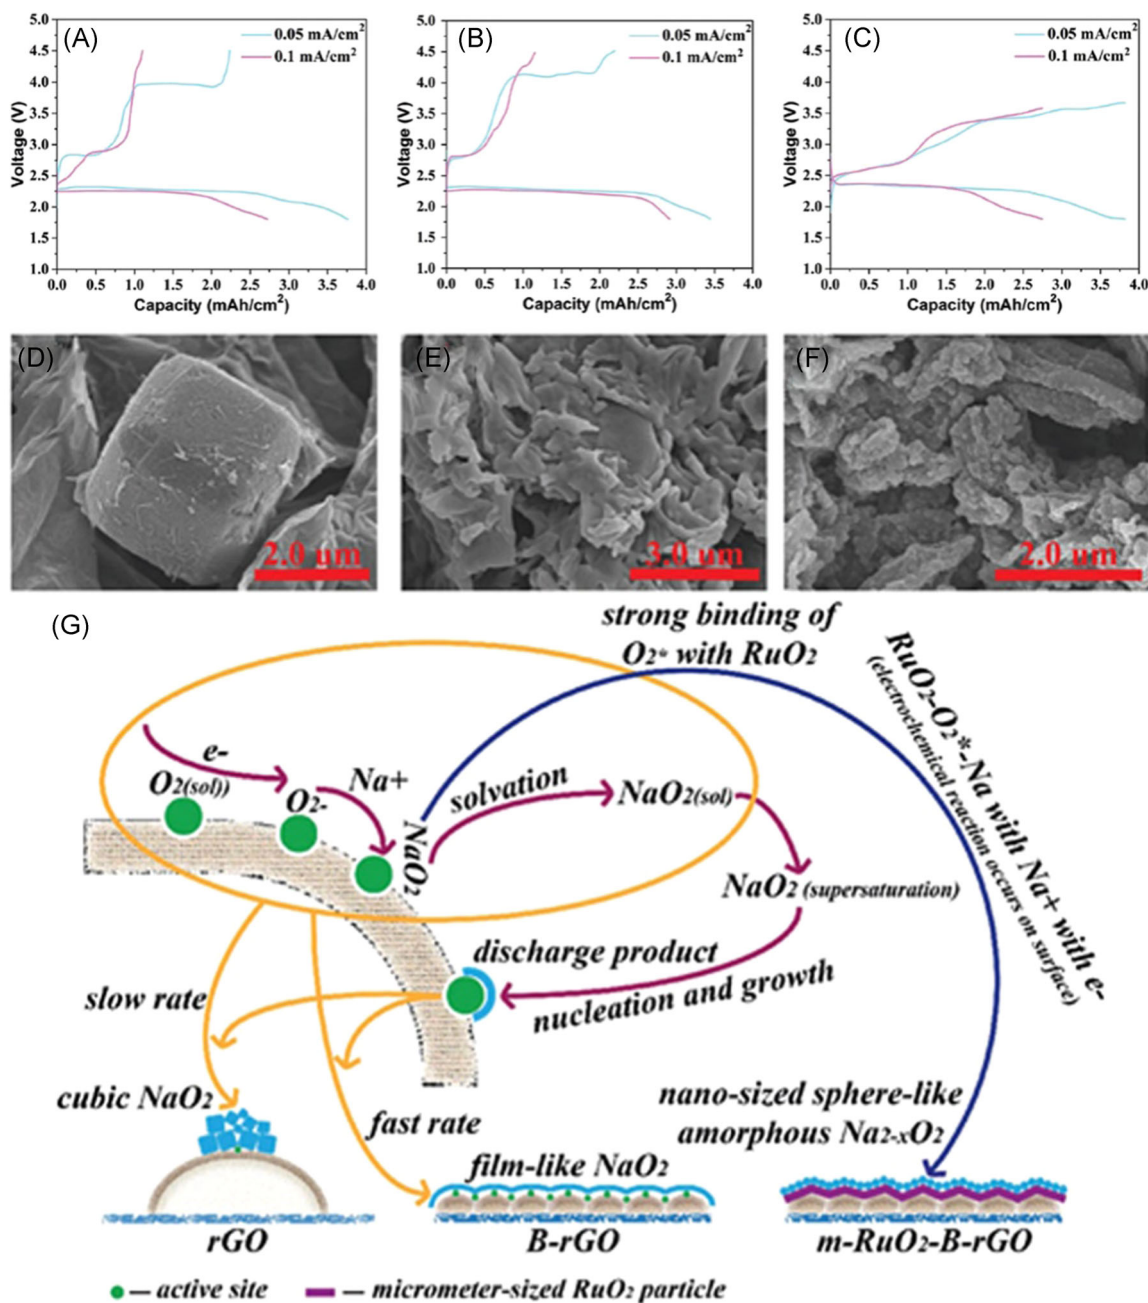 (A)
5.0
4.5
4.0
3.5
3.0
2.5
2.0
1.5
1.0
Voltage (V)
0.05 mA/cm²
0.1 mA/cm²
0.0 0.5 1.0 1.5 2.0 2.5 3.0 3.5 4.0
Capacity (mAh/cm²)
(B)
5.0
4.5
4.0
3.5
3.0
2.5
2.0
1.5
1.0
Voltage (V)
0.05 mA/cm²
0.1 mA/cm²
0.0 0.5 1.0 1.5 2.0 2.5 3.0 3.5 4.0
Capacity (mAh/cm²)
(C)
5.0
4.5
4.0
3.5
3.0
2.5
2.0
1.5
1.0
Voltage (V)
0.05 mA/cm²
0.1 mA/cm²
0.0 0.5 1.0 1.5 2.0 2.5 3.0 3.5 4.0
Capacity (mAh/cm²)
(D)
2.0 um
(E)
3.0 um
(F)
2.0 um
(G)
strong binding of
O2* with RuO2
RuO2-O2*-Na with Na+ with e-
(electrochemical reaction occurs on surface)
e-
O2(sol))
O2-
Na+
NaO2
solvation
NaO2(sol)
NaO2 (supersaturation)
discharge product
nucleation and growth
slow rate
fast rate
cubic NaO2
film-like NaO2
nano-sized sphere-like
amorphous Na2-xO2
rGO
B-rGO
m-RuO2-B-rGO
— active site
— micrometer-sized RuO2 particle